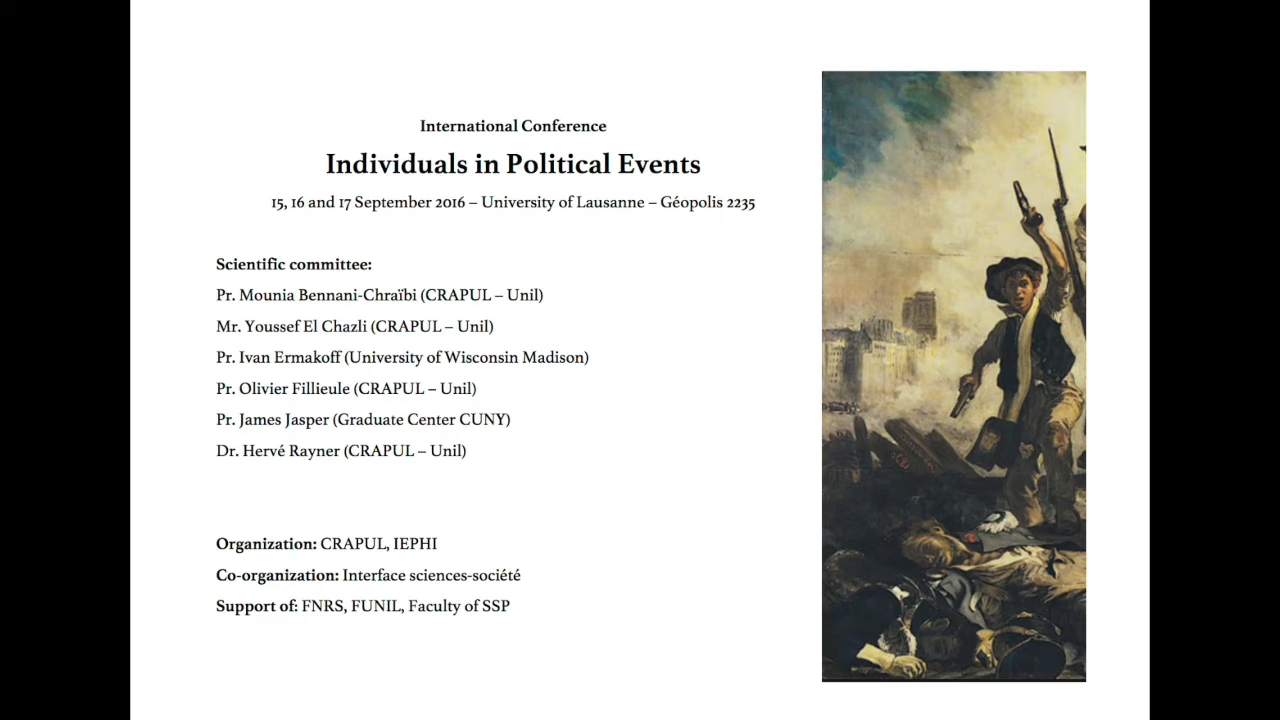 International Conference
Individuals in Political Events
15, 16 and 17 September 2016 – University of Lausanne – Géopolis 2235
Scientific committee:
Pr. Mounia Bennani-Chraïbi (CRAPUL – Unil)
Mr. Youssef El Chazli (CRAPUL – Unil)
Pr. Ivan Ermakoff (University of Wisconsin Madison)
Pr. Olivier Fillieule (CRAPUL – Unil)
Pr. James Jasper (Graduate Center CUNY)
Dr. Hervé Rayner (CRAPUL – Unil)
Organization: CRAPUL, IEPHI
Co-organization: Interface sciences-société
Support of: FNRS, FUNIL, Faculty of SSP